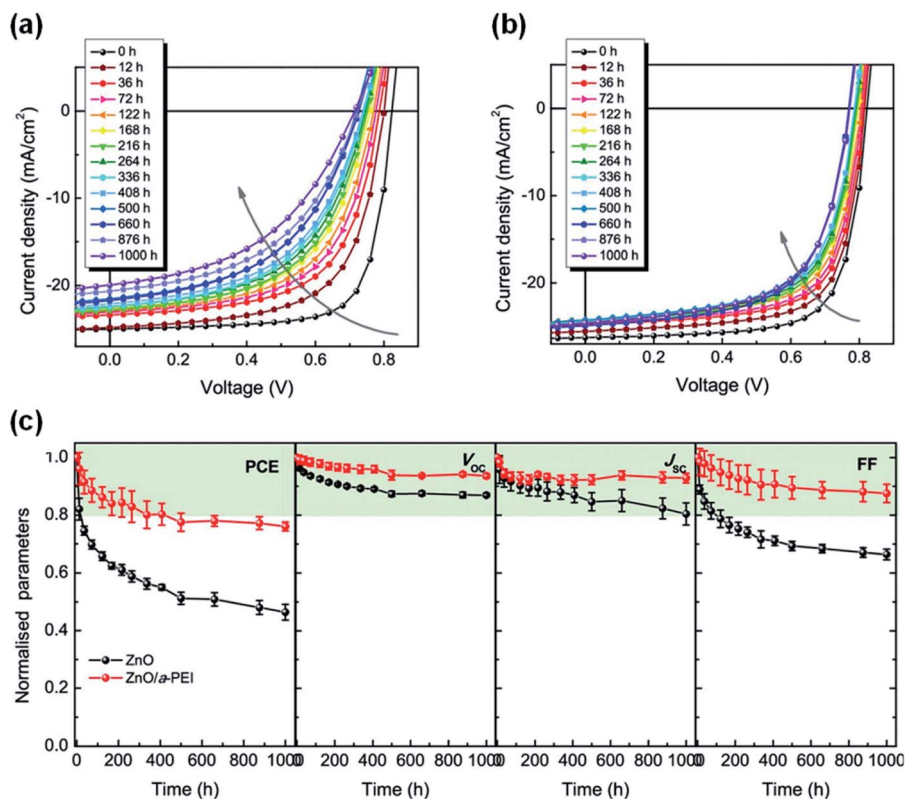 (a)
0 h
12 h
36 h
72 h
122 h
168 h
216 h
264 h
336 h
408 h
500 h
660 h
876 h
1000 h
Current density (mA/cm²)
0
-10
-20
0.0 0.2 0.4 0.6 0.8
Voltage (V)
(b)
0 h
12 h
36 h
72 h
122 h
168 h
216 h
264 h
336 h
408 h
500 h
660 h
876 h
1000 h
Current density (mA/cm²)
0
-10
-20
0.0 0.2 0.4 0.6 0.8
Voltage (V)
(c)
PCE
VOC
JSC
FF
Normalised parameters
1.0
0.8
0.6
0.4
0.2
0.0
ZnO
ZnO/a-PEI
0 200 400 600 800 1000
0 200 400 600 800 1000
0 200 400 600 800 1000
0 200 400 600 800 1000
Time (h)
Time (h)
Time (h)
Time (h)